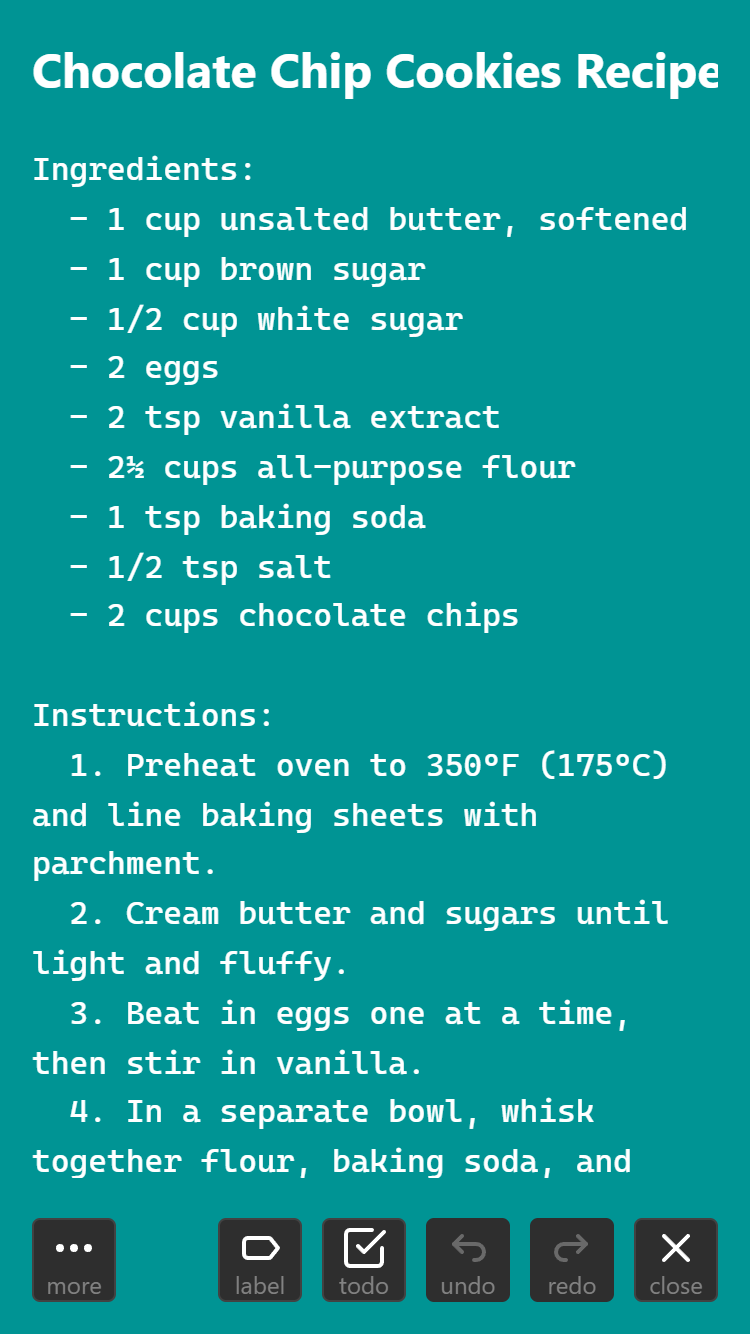 Chocolate Chip Cookies Recipe
Ingredients:
- 1 cup unsalted butter, softened
- 1 cup brown sugar
- 1/2 cup white sugar
- 2 eggs
- 2 tsp vanilla extract
- 2½ cups all-purpose flour
- 1 tsp baking soda
- 1/2 tsp salt
- 2 cups chocolate chips
Instructions:
1. Preheat oven to 350°F (175°C)
and line baking sheets with
parchment.
2. Cream butter and sugars until
light and fluffy.
3. Beat in eggs one at a time,
then stir in vanilla.
4. In a separate bowl, whisk
together flour, baking soda, and
more label todo undo redo close